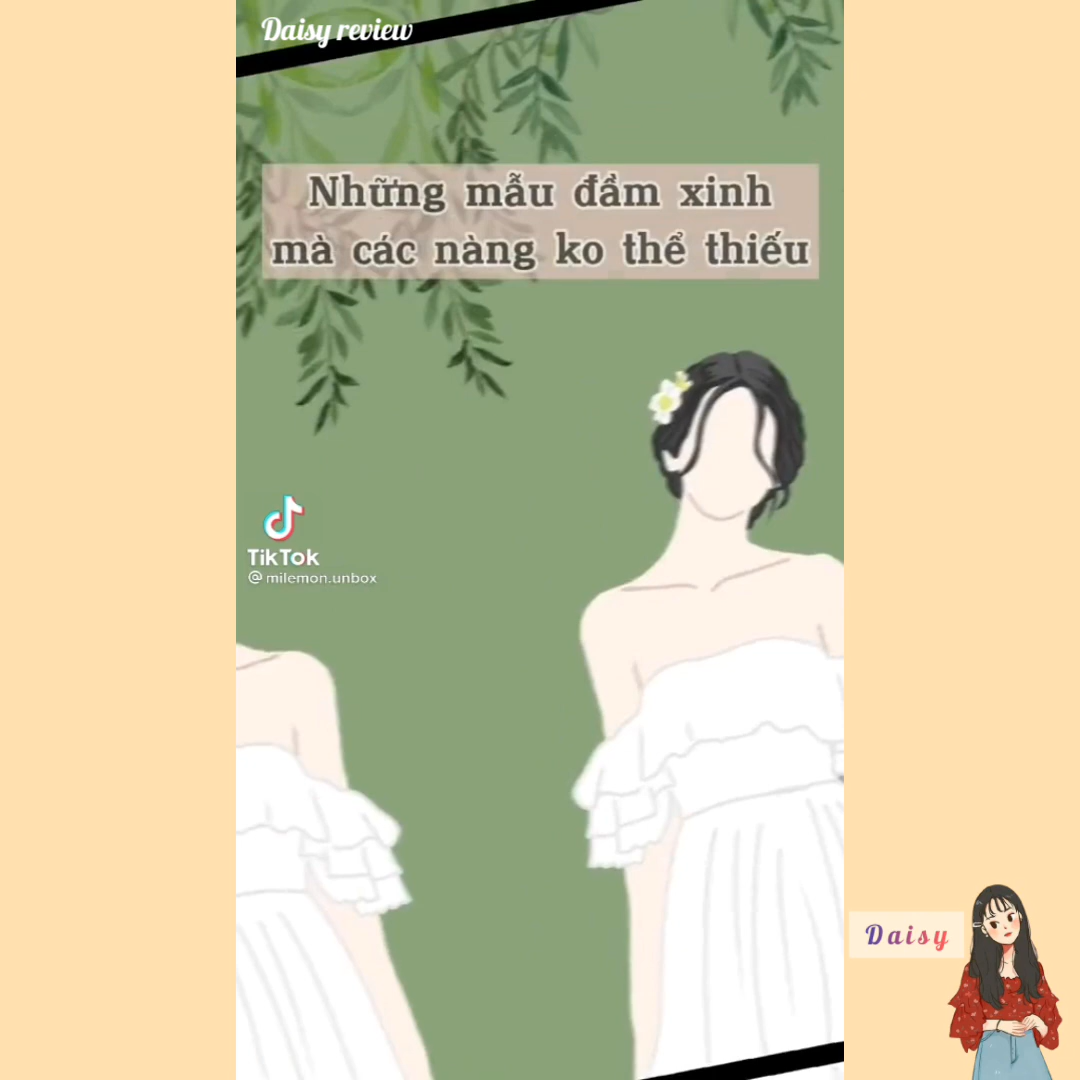 Daisy review
Những mẫu đầm xinh
mà các nàng ko thể thiếu
TikTok
@milemon.unbox
Daisy